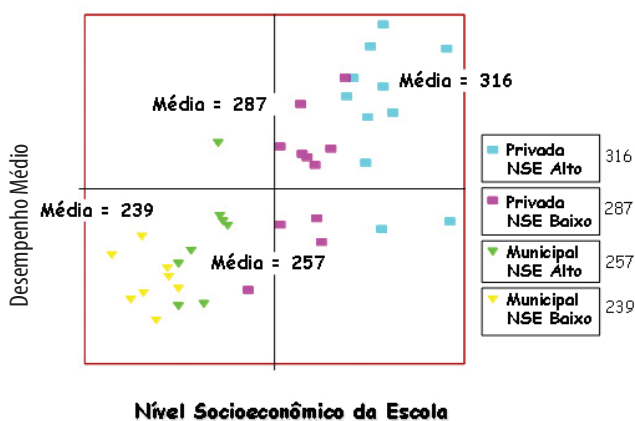 Média = 316
Média = 287
Média = 239
Média = 257
Desempenho Médio
Privada
NSE Alto
316
Privada
NSE Baixo
287
Municipal
NSE Alto
257
Municipal
NSE Baixo
239
Nível Socioeconômico da Escola